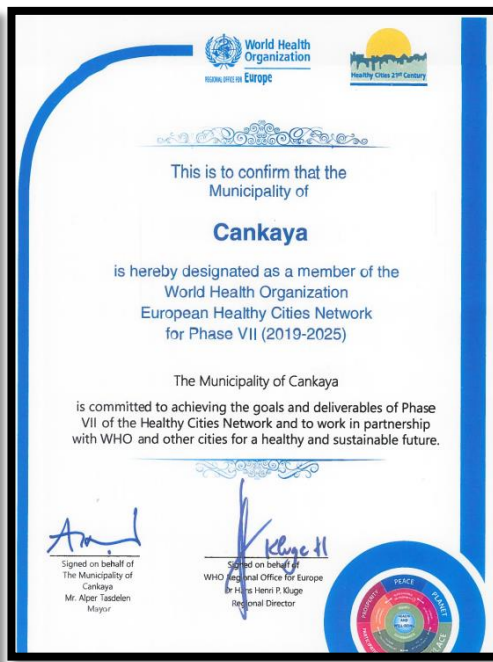 World Health
Organization
REGIONAL OFFICE FOR Europe
Healthy Cities 21st Century
This is to confirm that the
Municipality of
Cankaya
is hereby designated as a member of the
World Health Organization
European Healthy Cities Network
for Phase VII (2019-2025)
The Municipality of Cankaya
is committed to achieving the goals and deliverables of Phase
VII of the Healthy Cities Network and to work in partnership
with WHO and other cities for a healthy and sustainable future.
Kluge H
Signed on behalf of
The Municipality of
Cankaya
Mr. Alper Tasdelen
Mayor
Signed on behalf of
WHO Regional Office for Europe
Dr Hans Henri P. Kluge
Regional Director
PEACE
PLANET
PROSPERITY